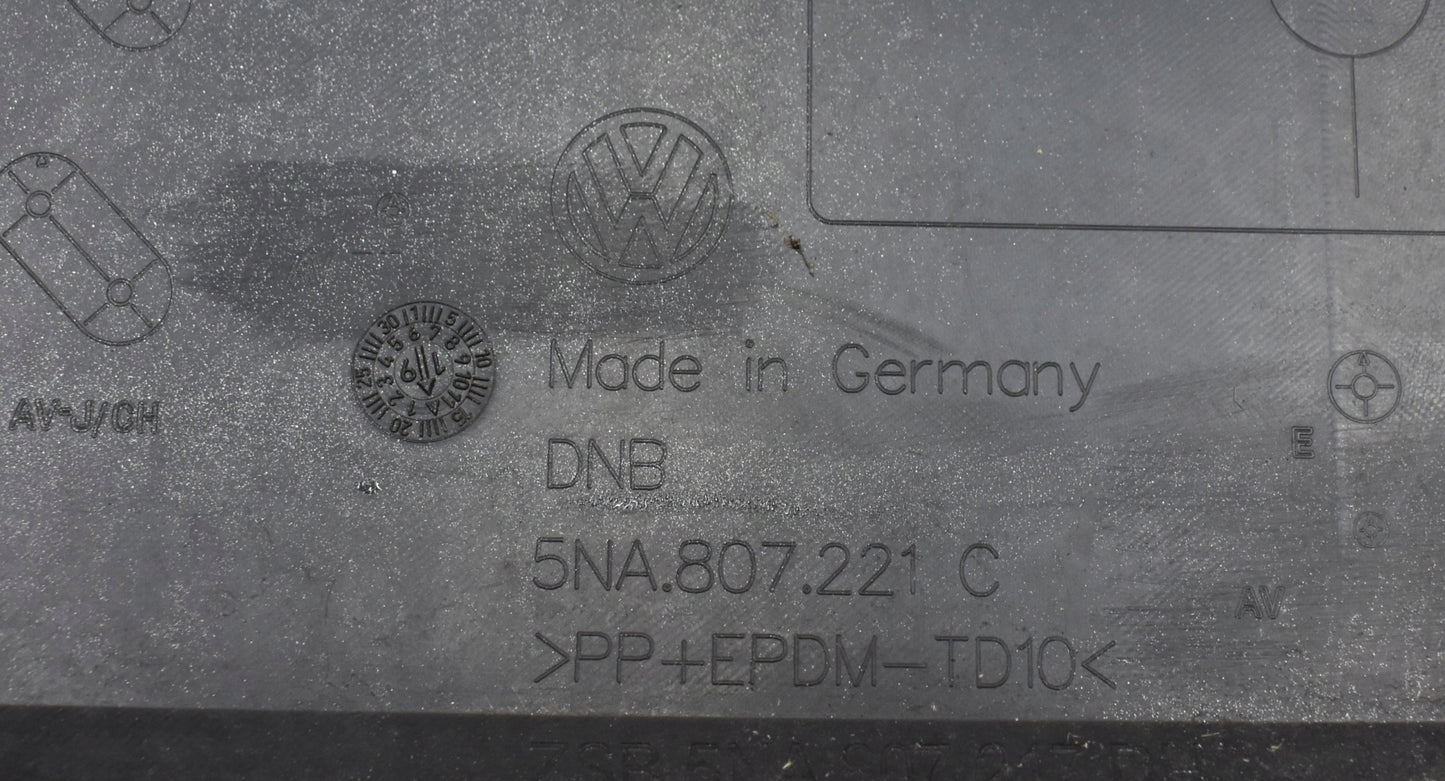 Made in Germany
AV-J/CH
DNB
E
5NA.807.221 C
AV
>PP+EPDM-TD10<